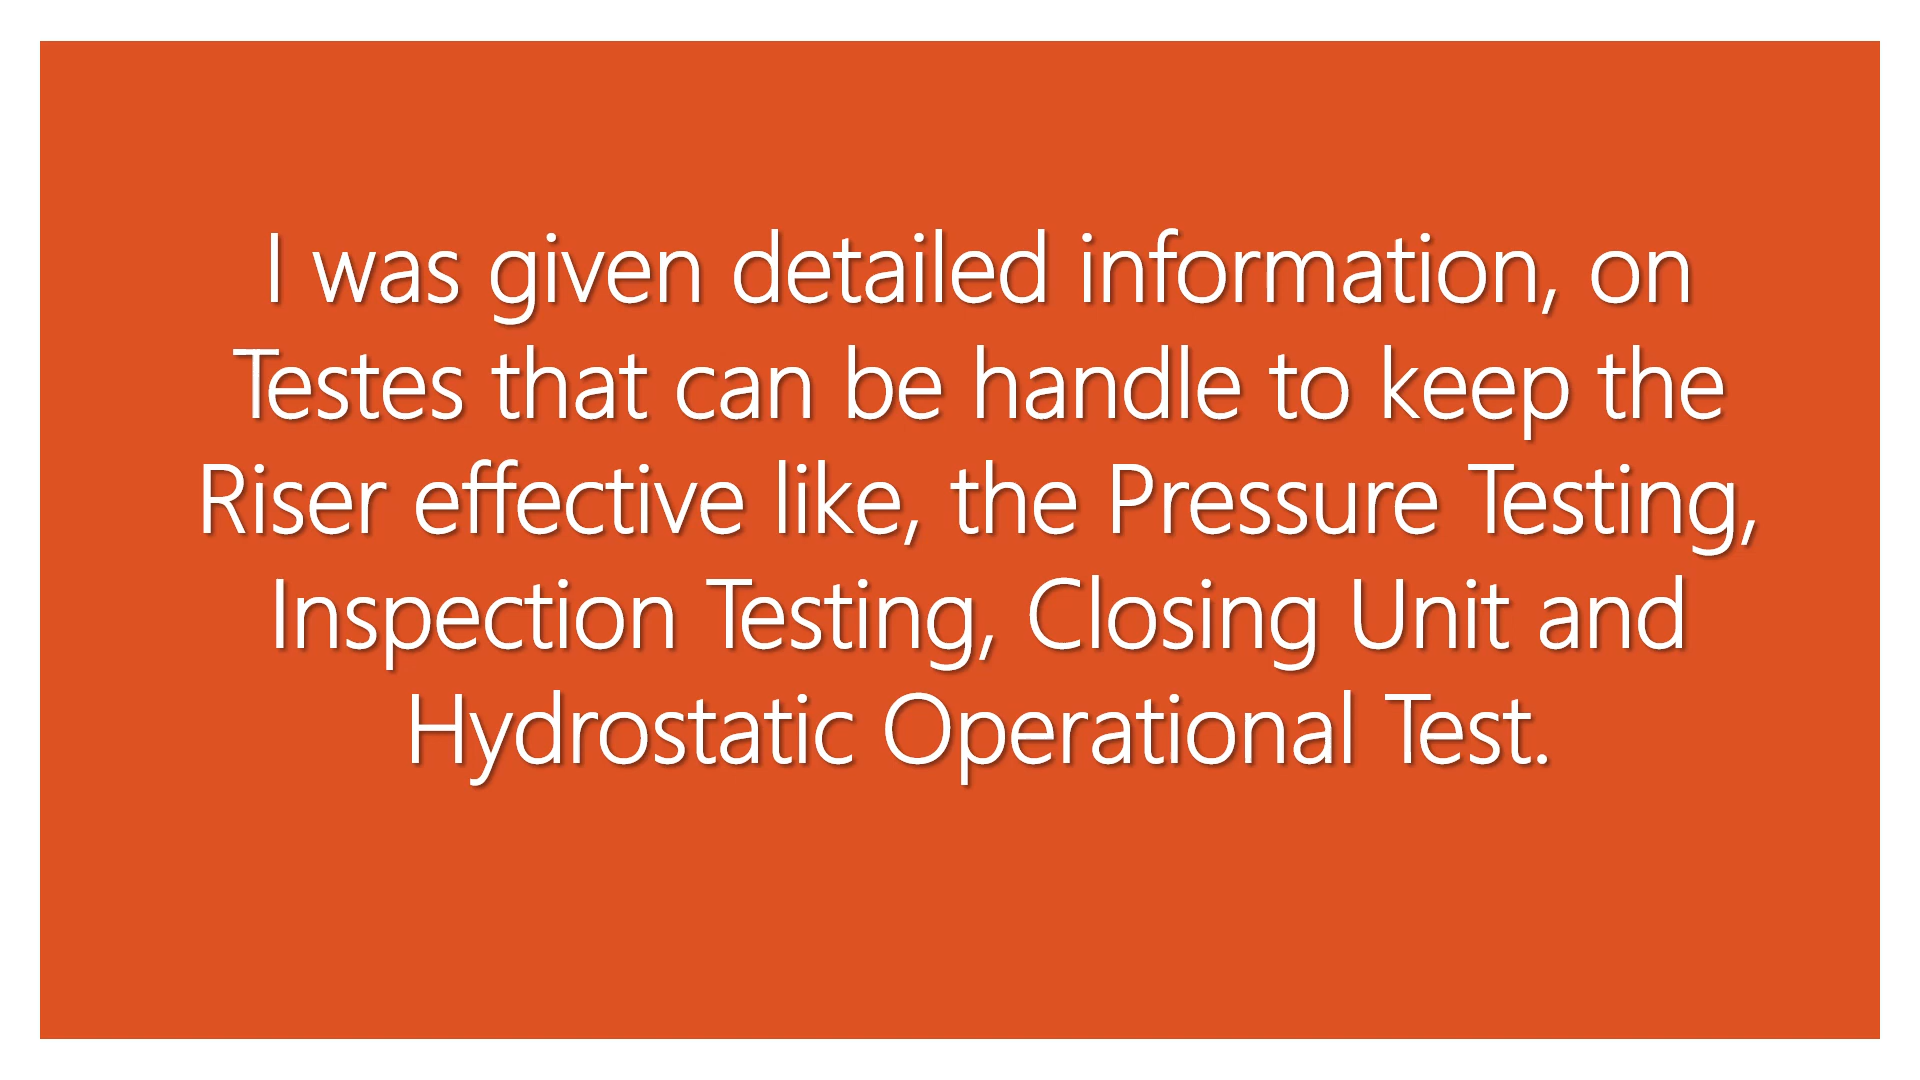 I was given detailed information, on
Testes that can be handle to keep the
Riser effective like, the Pressure Testing,
Inspection Testing, Closing Unit and
Hydrostatic Operational Test.